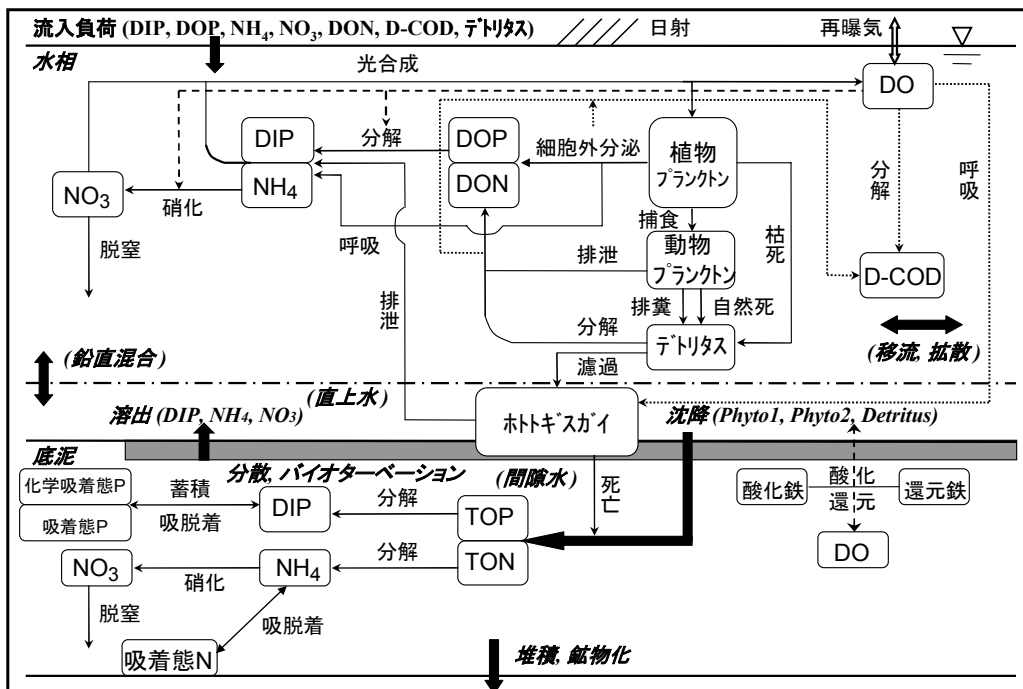 流入負荷 (DIP, DOP, NH4, NO3, DON, D-COD, ﾃﾞﾄﾘﾀｽ)
日射
再曝気
水相
光合成
DO
DIP
分解
DOP
細胞外分泌
植物
ﾌﾟﾗﾝｸﾄﾝ
分解
呼吸
NO3
硝化
NH4
DON
捕食
呼吸
動物
ﾌﾟﾗﾝｸﾄﾝ
枯死
脱窒
排泄
D-COD
排泄
排糞
自然死
分解
ﾃﾞﾄﾘﾀｽ
(鉛直混合)
濾過
(移流, 拡散)
(直上水)
溶出 (DIP, NH4, NO3)
ﾎﾄﾄｷﾞｽｶﾞｲ
沈降 (Phyto1, Phyto2, Detritus)
底泥
分散, バイオターベーション
(間隙水)
化学吸着態P
蓄積
吸着態P
吸脱着
DIP
分解
TOP
死亡
酸化鉄
酸化
還元
還元鉄
NO3
硝化
NH4
分解
TON
DO
脱窒
吸脱着
吸着態N
堆積, 鉱物化